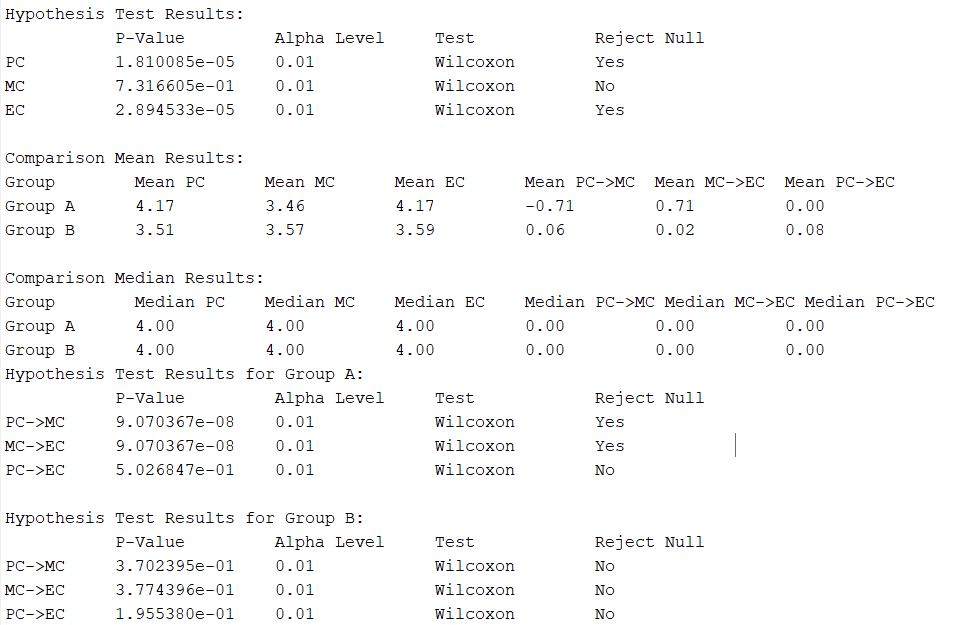 Hypothesis Test Results:
P-Value Alpha Level Test Reject Null
PC 1.810085e-05 0.01 Wilcoxon Yes
MC 7.316605e-01 0.01 Wilcoxon No
EC 2.894533e-05 0.01 Wilcoxon Yes
Comparison Mean Results:
Group Mean PC Mean MC Mean EC Mean PC->MC Mean MC->EC Mean PC->EC
Group A 4.17 3.46 4.17 -0.71 0.71 0.00
Group B 3.51 3.57 3.59 0.06 0.02 0.08
Comparison Median Results:
Group Median PC Median MC Median EC Median PC->MC Median MC->EC Median PC->EC
Group A 4.00 4.00 4.00 0.00 0.00 0.00
Group B 4.00 4.00 4.00 0.00 0.00 0.00
Hypothesis Test Results for Group A:
P-Value Alpha Level Test Reject Null
PC->MC 9.070367e-08 0.01 Wilcoxon Yes
MC->EC 9.070367e-08 0.01 Wilcoxon Yes
PC->EC 5.026847e-01 0.01 Wilcoxon No
Hypothesis Test Results for Group B:
P-Value Alpha Level Test Reject Null
PC->MC 3.702395e-01 0.01 Wilcoxon No
MC->EC 3.774396e-01 0.01 Wilcoxon No
PC->EC 1.955380e-01 0.01 Wilcoxon No